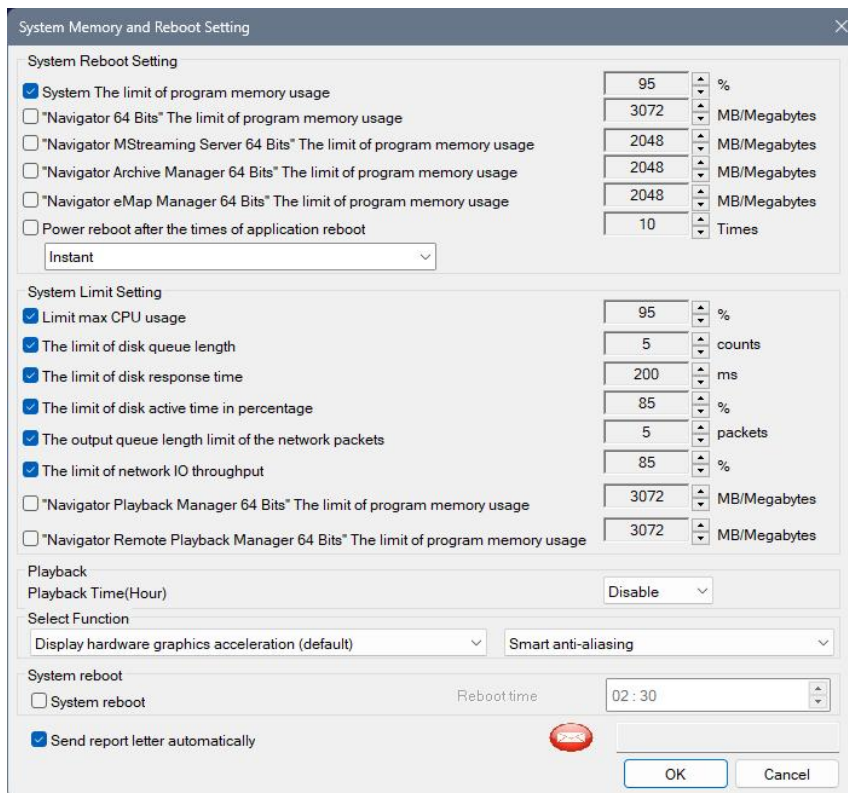 System Memory and Reboot Setting
System Reboot Setting
System The limit of program memory usage 95 %
"Navigator 64 Bits" The limit of program memory usage 3072 MB/Megabytes
"Navigator MStreaming Server 64 Bits" The limit of program memory usage 2048 MB/Megabytes
"Navigator Archive Manager 64 Bits" The limit of program memory usage 2048 MB/Megabytes
"Navigator eMap Manager 64 Bits" The limit of program memory usage 2048 MB/Megabytes
Power reboot after the times of application reboot 10 Times
Instant
System Limit Setting
Limit max CPU usage 95 %
The limit of disk queue length 5 counts
The limit of disk response time 200 ms
The limit of disk active time in percentage 85 %
The output queue length limit of the network packets 5 packets
The limit of network IO throughput 85 %
"Navigator Playback Manager 64 Bits" The limit of program memory usage 3072 MB/Megabytes
"Navigator Remote Playback Manager 64 Bits" The limit of program memory usage 3072 MB/Megabytes
Playback
Playback Time(Hour) Disable
Select Function
Display hardware graphics acceleration (default) Smart anti-aliasing
System reboot
System reboot Reboot time 02 : 30
Send report letter automatically
OK Cancel